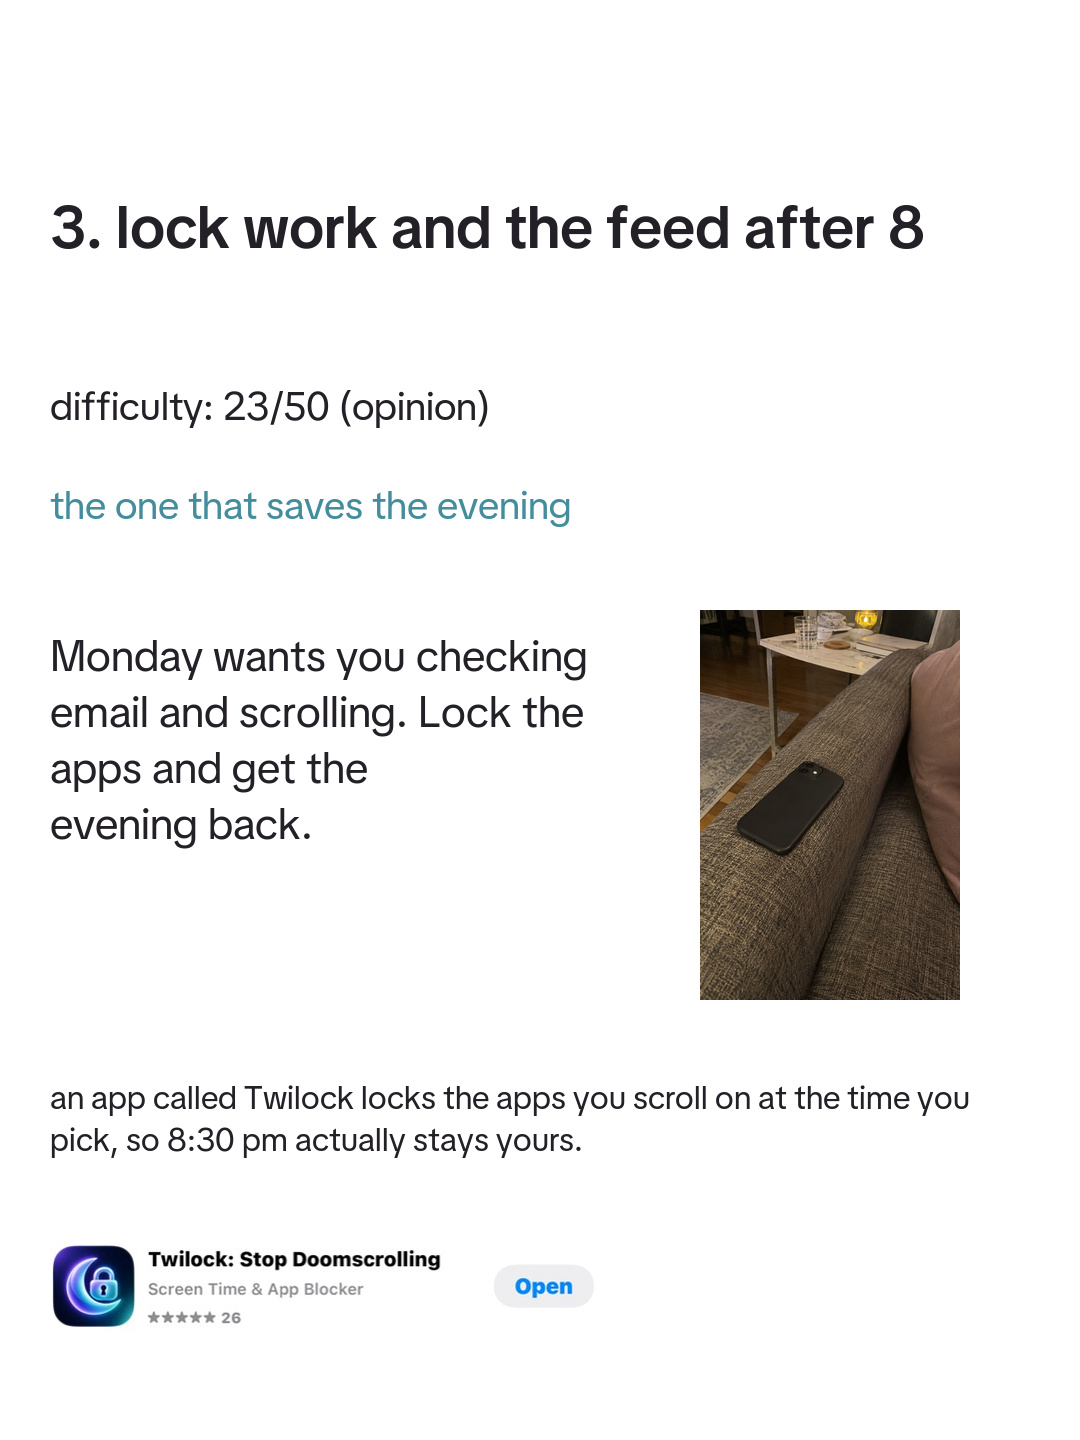 3. lock work and the feed after 8
difficulty: 23/50 (opinion)
the one that saves the evening
Monday wants you checking
email and scrolling. Lock the
apps and get the
evening back.
an app called Twilock locks the apps you scroll on at the time you
pick, so 8:30 pm actually stays yours.
Twilock: Stop Doomscrolling
Screen Time & App Blocker
★★★★★ 26
Open